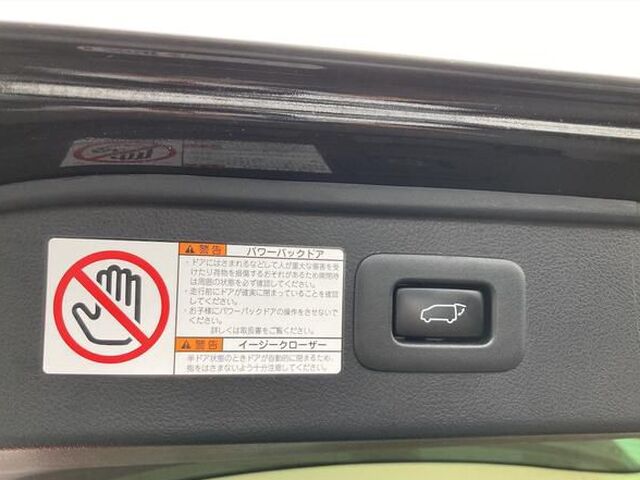 警告 パワーバックドア
・ドアにはさまれるなどして人が重大な傷害を受
けたり荷物を損傷するおそれがあるため開閉時
は周囲の状態を必ず確認してください。
・走行前にドアが確実に閉まっていることを確認
してください。
・お子様にパワーバックドアの操作をさせないで
ください。
詳しくは取扱書をご覧ください。
警告 イージークローザー
半ドア状態のときドアが自動的に閉まるため、
指をはさまないよう十分注意してください。